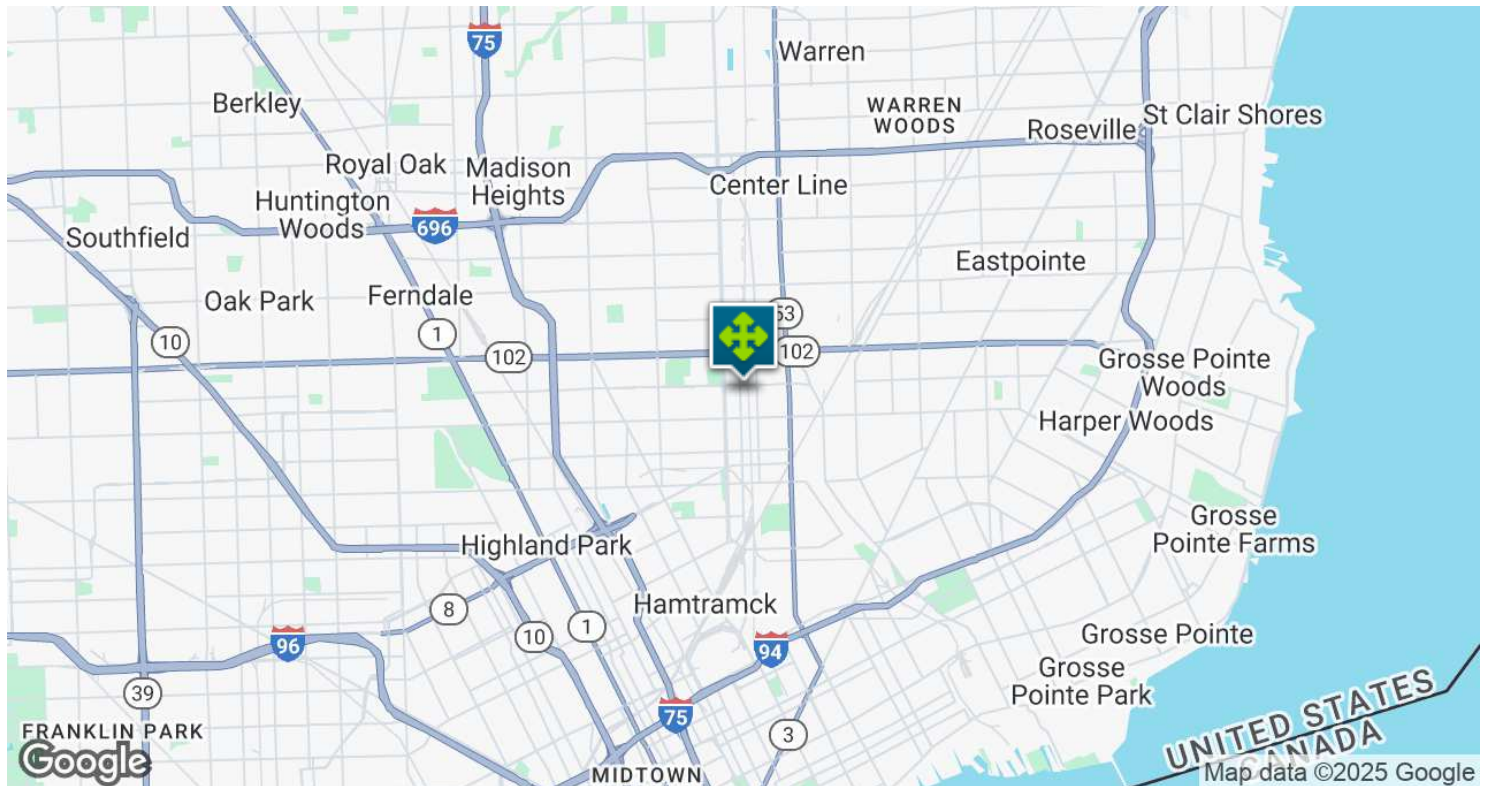 75
Warren
Berkley
WARREN
WOODS
St Clair Shores
Roseville
Royal Oak
Madison
Heights
Center Line
Huntington
Woods
696
Southfield
Eastpointe
Oak Park
Ferndale
53
1
10
102
102
Grosse Pointe
Woods
Harper Woods
Grosse
Pointe Farms
Highland Park
8
Hamtramck
1
10
96
94
Grosse Pointe
Grosse
Pointe Park
39
75
3
FRANKLIN PARK
UNITED STATES
CANADA
Google
MIDTOWN
Map data ©2025 Google